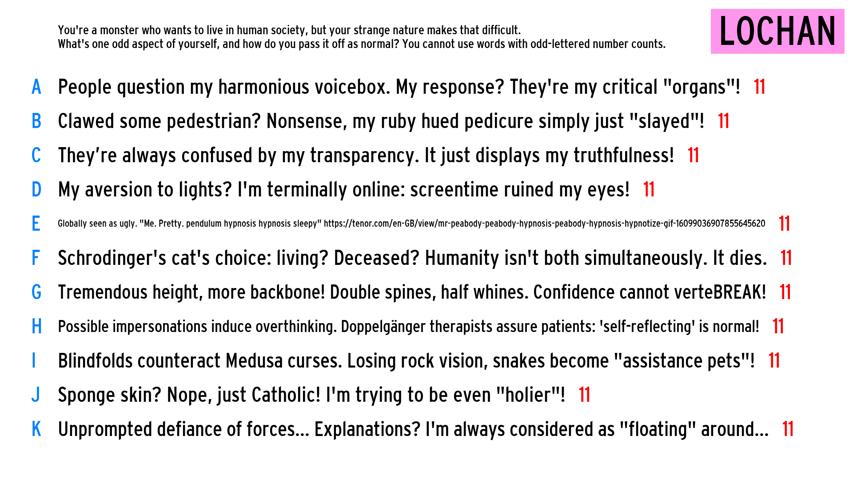 You're a monster who wants to live in human society, but your strange nature makes that difficult.
What's one odd aspect of yourself, and how do you pass it off as normal? You cannot use words with odd-lettered number counts.
LOCHAN
A People question my harmonious voicebox. My response? They're my critical "organs"! 11
B Clawed some pedestrian? Nonsense, my ruby hued pedicure simply just "slayed"! 11
C They’re always confused by my transparency. It just displays my truthfulness! 11
D My aversion to lights? I'm terminally online: screentime ruined my eyes! 11
E Globally seen as ugly. "Me. Pretty. pendulum hypnosis hypnosis sleepy" https://tenor.com/en-GB/view/mr-peabody-peabody-hypnosis-peabody-hypnosis-hypnotize-gif-16099036907855645620 11
F Schrodinger's cat's choice: living? Deceased? Humanity isn't both simultaneously. It dies. 11
G Tremendous height, more backbone! Double spines, half whines. Confidence cannot verteBREAK! 11
H Possible impersonations induce overthinking. Doppelgänger therapists assure patients: 'self-reflecting' is normal! 11
I Blindfolds counteract Medusa curses. Losing rock vision, snakes become "assistance pets"! 11
J Sponge skin? Nope, just Catholic! I'm trying to be even "holier"! 11
K Unprompted defiance of forces... Explanations? I'm always considered as "floating" around... 11